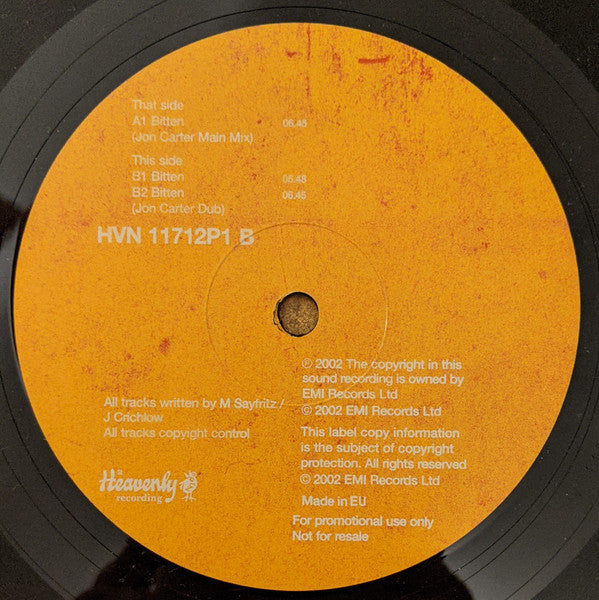 That side
A1 Bitten 06.45
(Jon Carter Main Mix)
This side
B1 Bitten 05.48
B2 Bitten 06.45
(Jon Carter Dub)
HVN 11712P1 B
℗ 2002 The copyright in this
sound recording is owned by
EMI Records Ltd
© 2002 EMI Records Ltd
All tracks written by M Sayfritz /
J Crichlow
All tracks copyight control
This label copy information
is the subject of copyright
protection. All rights reserved
© 2002 EMI Records Ltd
Made in EU
For promotional use only
Not for resale
Heavenly
recording